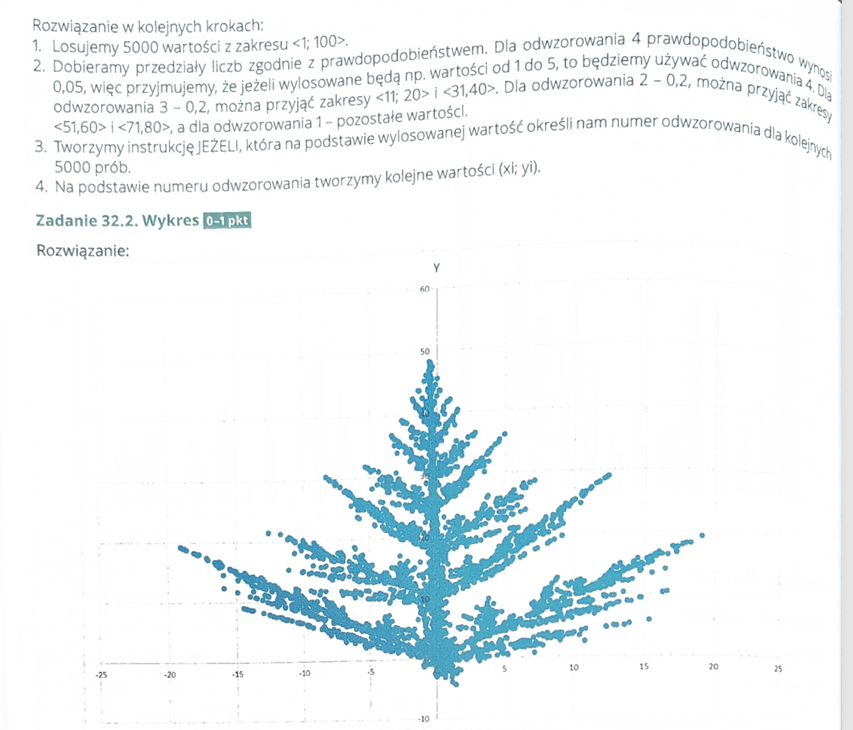 Rozwiązanie w kolejnych krokach:
1. Losujemy 5000 wartości z zakresu <1; 100>.
2. Dobieramy przedziały liczb zgodnie z prawdopodobieństwem. Dla odwzorowania 4 prawdopodobieństwo wynosi
0,05, więc przyjmujemy, że jeżeli wylosowane będą np. wartości od 1 do 5, to będziemy używać odwzorowania 4. Dla
odwzorowania 3 – 0,2, można przyjąć zakresy <11; 20> i <31,40>. Dla odwzorowania 2 – 0,2, można przyjąć zakresy
<51,60> i <71,80>, a dla odwzorowania 1 – pozostałe wartości.
3. Tworzymy instrukcję JEŻELI, która na podstawie wylosowanej wartość określi nam numer odwzorowania dla kolejnych
5000 prób.
4. Na podstawie numeru odwzorowania tworzymy kolejne wartości (xi; yi).
Zadanie 32.2. Wykres 0–1 pkt
Rozwiązanie:
Y
60
50
40
30
20
10
-25 -20 -15 -10 -5 5 10 15 20 25
-10